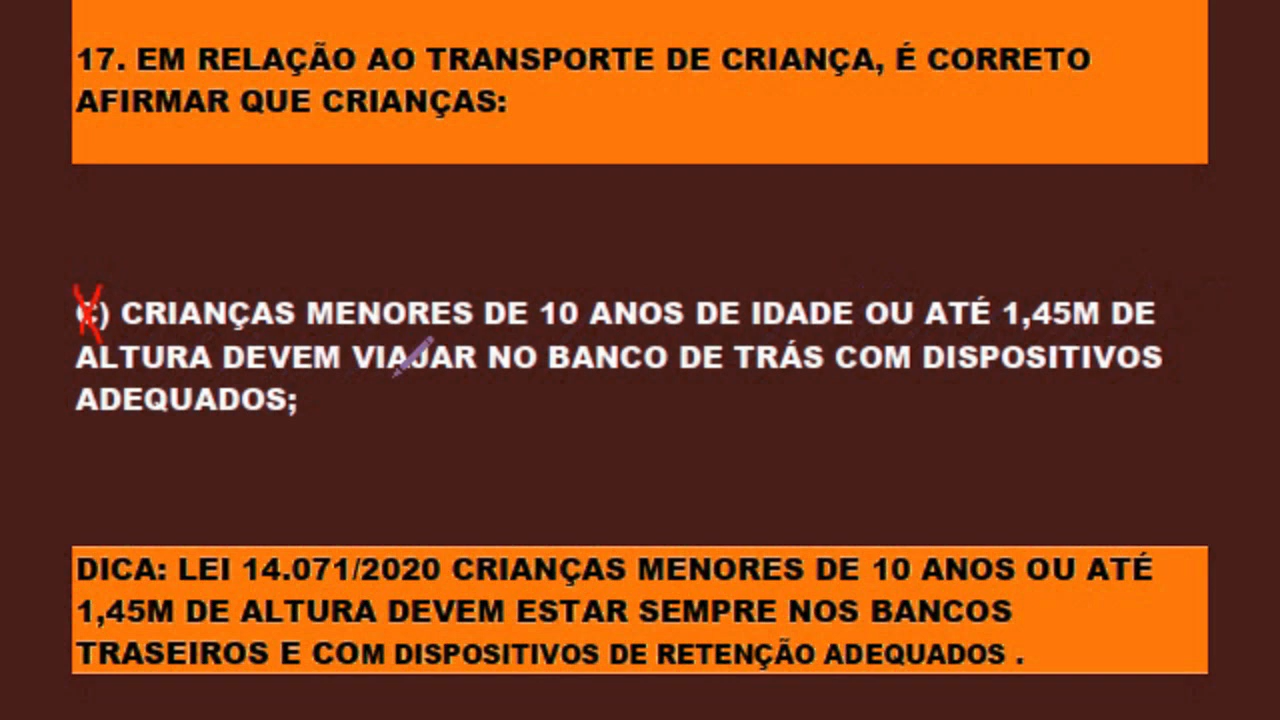 17. EM RELAÇÃO AO TRANSPORTE DE CRIANÇA, É CORRETO
AFIRMAR QUE CRIANÇAS:
C) CRIANÇAS MENORES DE 10 ANOS DE IDADE OU ATÉ 1,45M DE
ALTURA DEVEM VIAJAR NO BANCO DE TRÁS COM DISPOSITIVOS
ADEQUADOS;
DICA: LEI 14.071/2020 CRIANÇAS MENORES DE 10 ANOS OU ATÉ
1,45M DE ALTURA DEVEM ESTAR SEMPRE NOS BANCOS
TRASEIROS E COM DISPOSITIVOS DE RETENÇÃO ADEQUADOS .